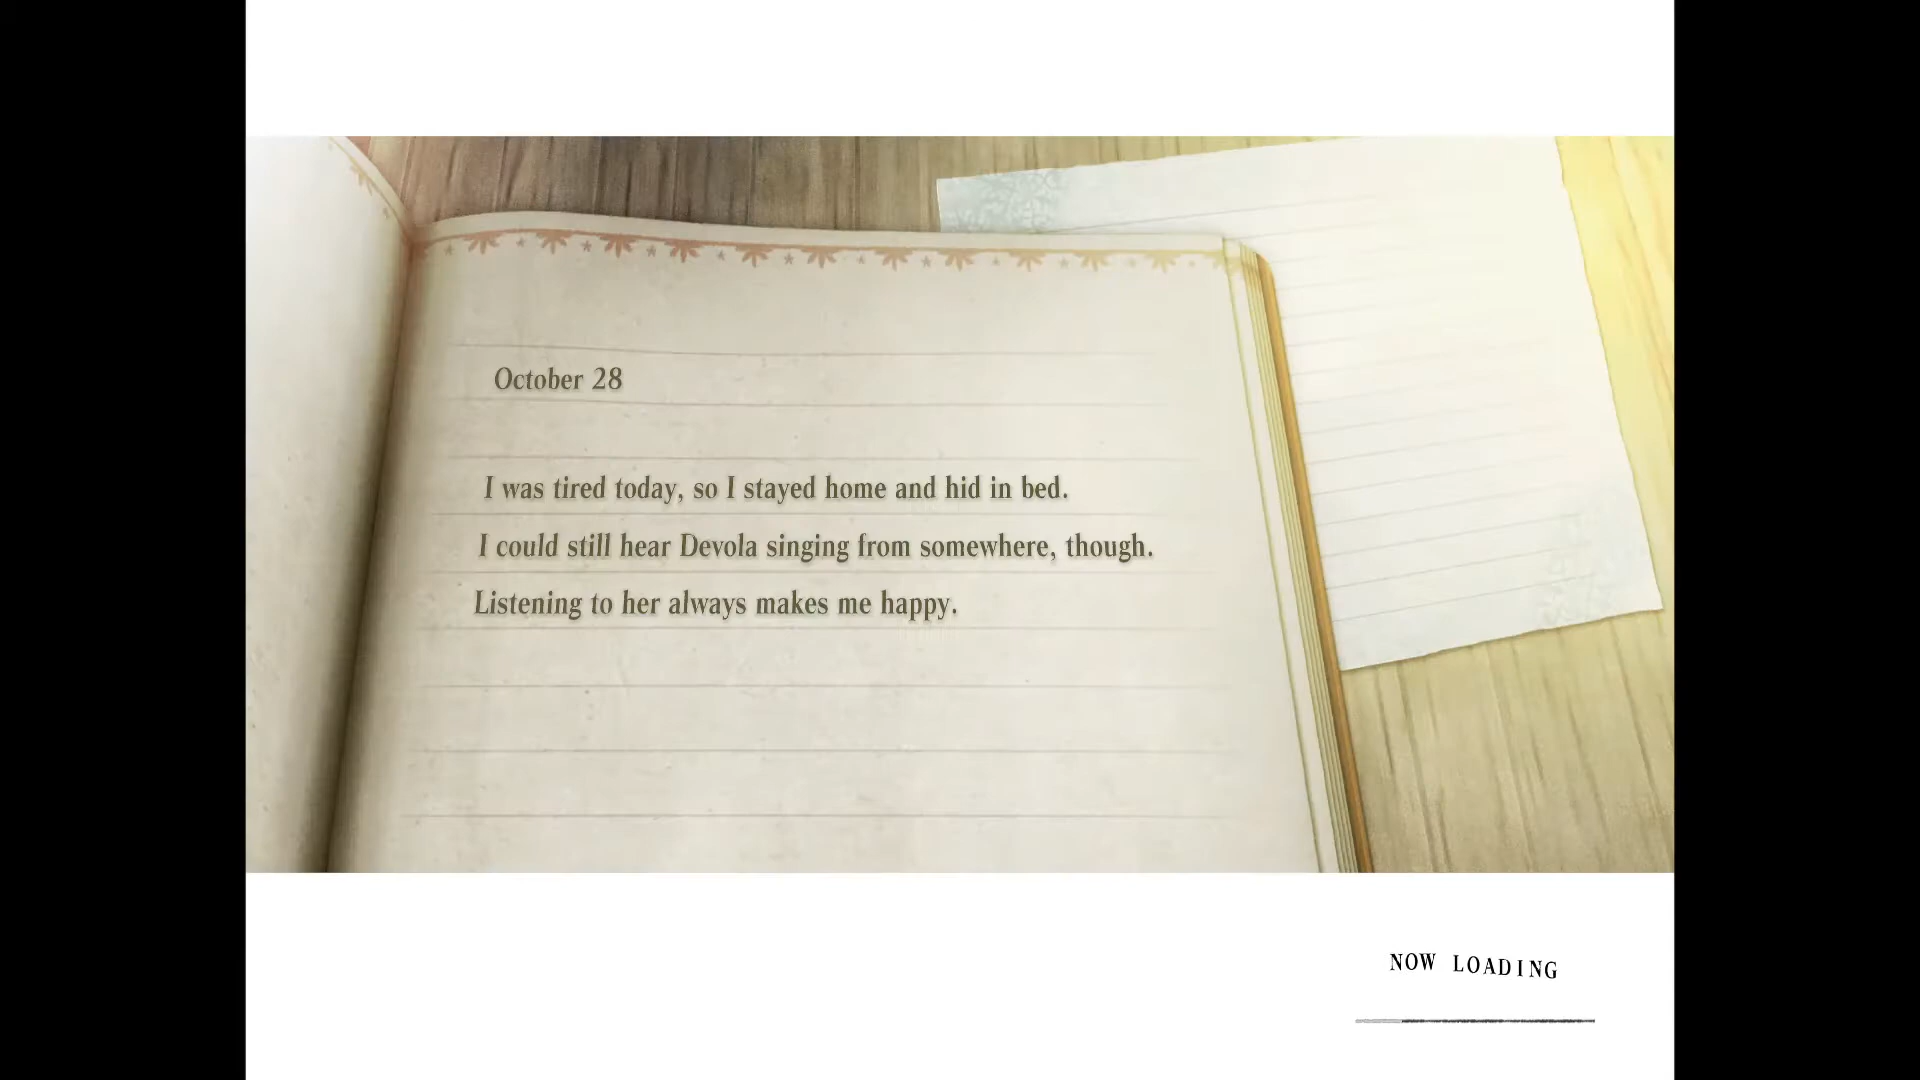 October 28
I was tired today, so I stayed home and hid in bed.
I could still hear Devola singing from somewhere, though.
Listening to her always makes me happy.
NOW LOADING